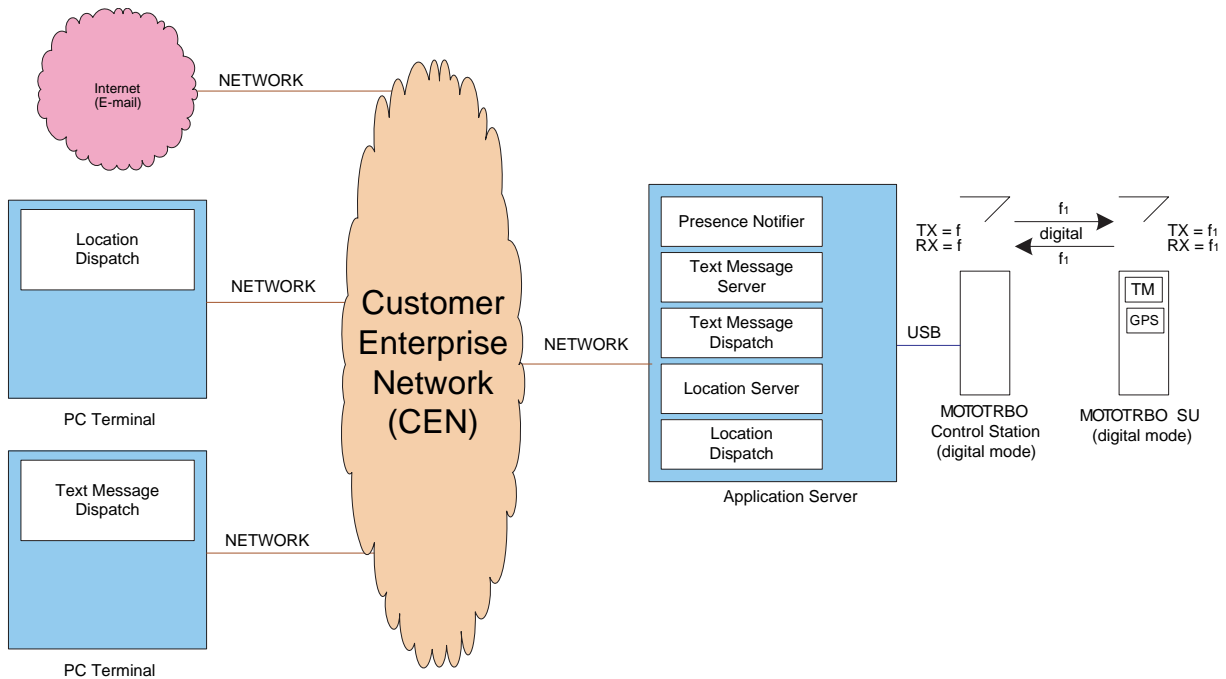 Internet
(E-mail)
NETWORK
Location
Dispatch
NETWORK
PC Terminal
Text Message
Dispatch
NETWORK
PC Terminal
Customer
Enterprise
Network
(CEN)
NETWORK
Presence Notifier
Text Message
Server
Text Message
Dispatch
Location Server
Location
Dispatch
Application Server
USB
TX = f
RX = f
f₁
digital
f₁
TX = f₁
RX = f₁
TM
GPS
MOTOTRBO
Control Station
(digital mode)
MOTOTRBO SU
(digital mode)